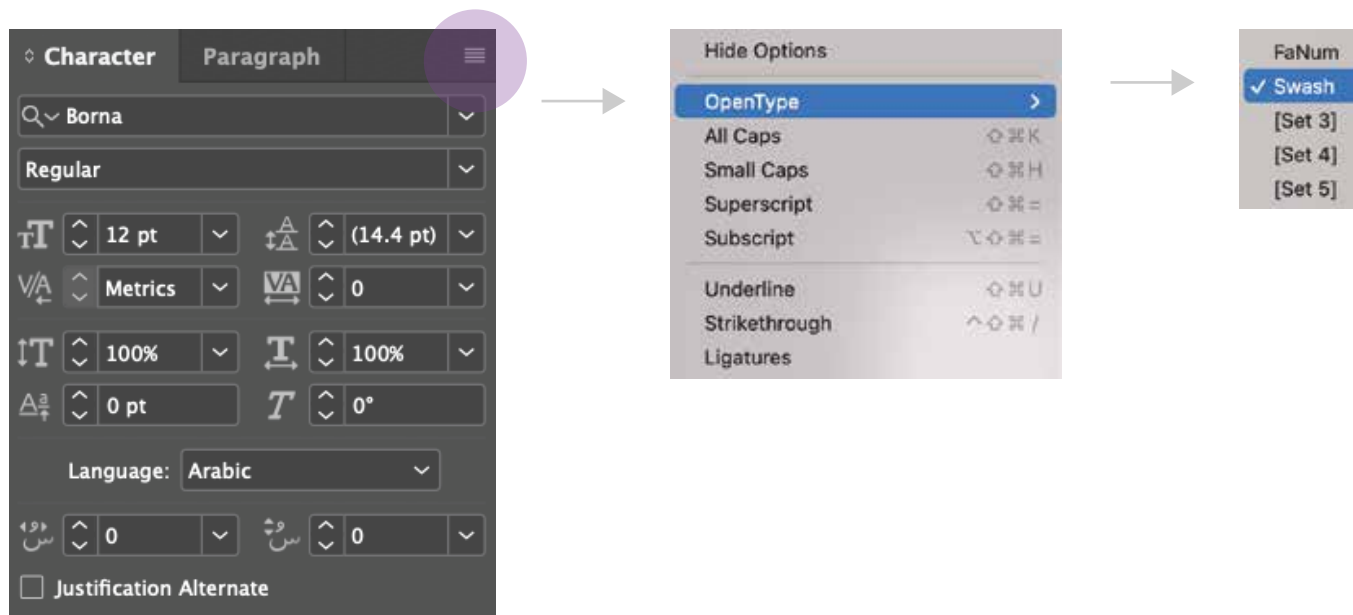 Character Paragraph
Borna
Regular
12 pt (14.4 pt)
Metrics 0
100% 100%
0 pt 0°
Language: Arabic
0 0
Justification Alternate
Hide Options
OpenType
All Caps ⇧⌘K
Small Caps ⇧⌘H
Superscript ⇧⌘=
Subscript ⌥⇧⌘=
Underline ⇧⌘U
Strikethrough ^⇧⌘/
Ligatures
FaNum
✓ Swash
[Set 3]
[Set 4]
[Set 5]